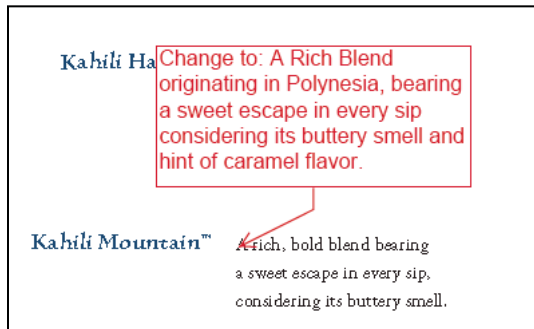 Kahili Ha
Change to: A Rich Blend
originating in Polynesia, bearing
a sweet escape in every sip
considering its buttery smell and
hint of caramel flavor.
Kahili Mountain™
A rich, bold blend bearing
a sweet escape in every sip,
considering its buttery smell.